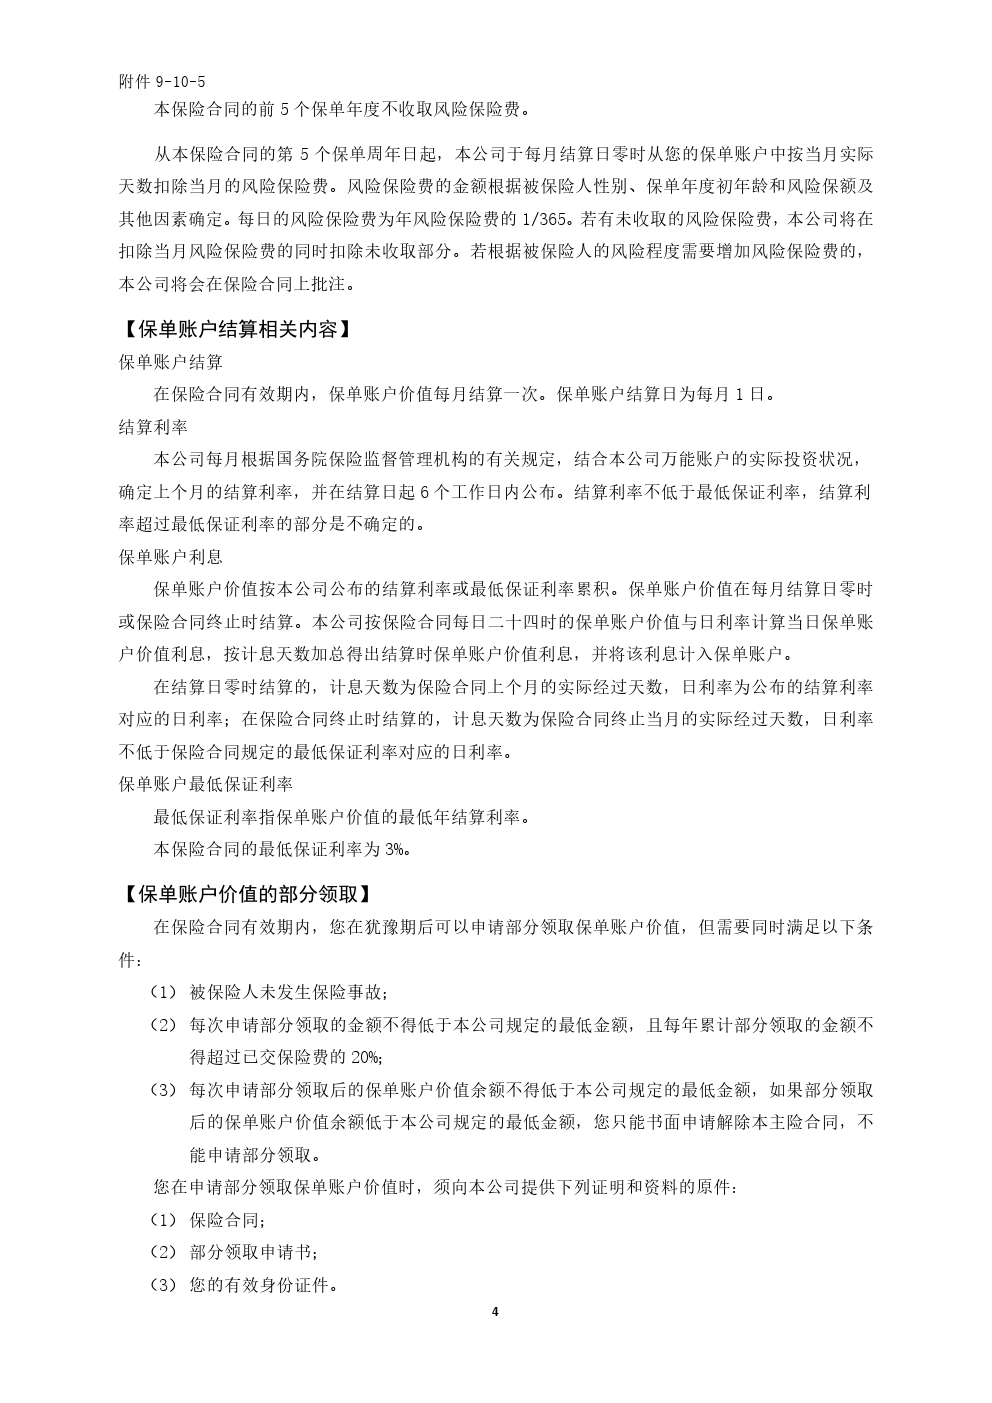 附件 9-10-5
本保险合同的前 5 个保单年度不收取风险保险费。
从本保险合同的第 5 个保单周年日起，本公司于每月结算日零时从您的保单账户中按当月实际
天数扣除当月的风险保险费。风险保险费的金额根据被保险人性别、保单年度初年龄和风险保额及
其他因素确定。每日的风险保险费为年风险保险费的 1/365。若有未收取的风险保险费，本公司将在
扣除当月风险保险费的同时扣除未收取部分。若根据被保险人的风险程度需要增加风险保险费的，
本公司将会在保险合同上批注。
【保单账户结算相关内容】
保单账户结算
在保险合同有效期内，保单账户价值每月结算一次。保单账户结算日为每月 1 日。
结算利率
本公司每月根据国务院保险监督管理机构的有关规定，结合本公司万能账户的实际投资状况，
确定上个月的结算利率，并在结算日起 6 个工作日内公布。结算利率不低于最低保证利率，结算利
率超过最低保证利率的部分是不确定的。
保单账户利息
保单账户价值按本公司公布的结算利率或最低保证利率累积。保单账户价值在每月结算日零时
或保险合同终止时结算。本公司按保险合同每日二十四时的保单账户价值与日利率计算当日保单账
户价值利息，按计息天数加总得出结算时保单账户价值利息，并将该利息计入保单账户。
在结算日零时结算的，计息天数为保险合同上个月的实际经过天数，日利率为公布的结算利率
对应的日利率；在保险合同终止时结算的，计息天数为保险合同终止当月的实际经过天数，日利率
不低于保险合同规定的最低保证利率对应的日利率。
保单账户最低保证利率
最低保证利率指保单账户价值的最低年结算利率。
本保险合同的最低保证利率为 3%。
【保单账户价值的部分领取】
在保险合同有效期内，您在犹豫期后可以申请部分领取保单账户价值，但需要同时满足以下条
件：
（1） 被保险人未发生保险事故；
（2） 每次申请部分领取的金额不得低于本公司规定的最低金额，且每年累计部分领取的金额不
得超过已交保险费的 20%；
（3） 每次申请部分领取后的保单账户价值余额不得低于本公司规定的最低金额，如果部分领取
后的保单账户价值余额低于本公司规定的最低金额，您只能书面申请解除本主险合同，不
能申请部分领取。
您在申请部分领取保单账户价值时，须向本公司提供下列证明和资料的原件：
（1） 保险合同；
（2） 部分领取申请书；
（3） 您的有效身份证件。
4